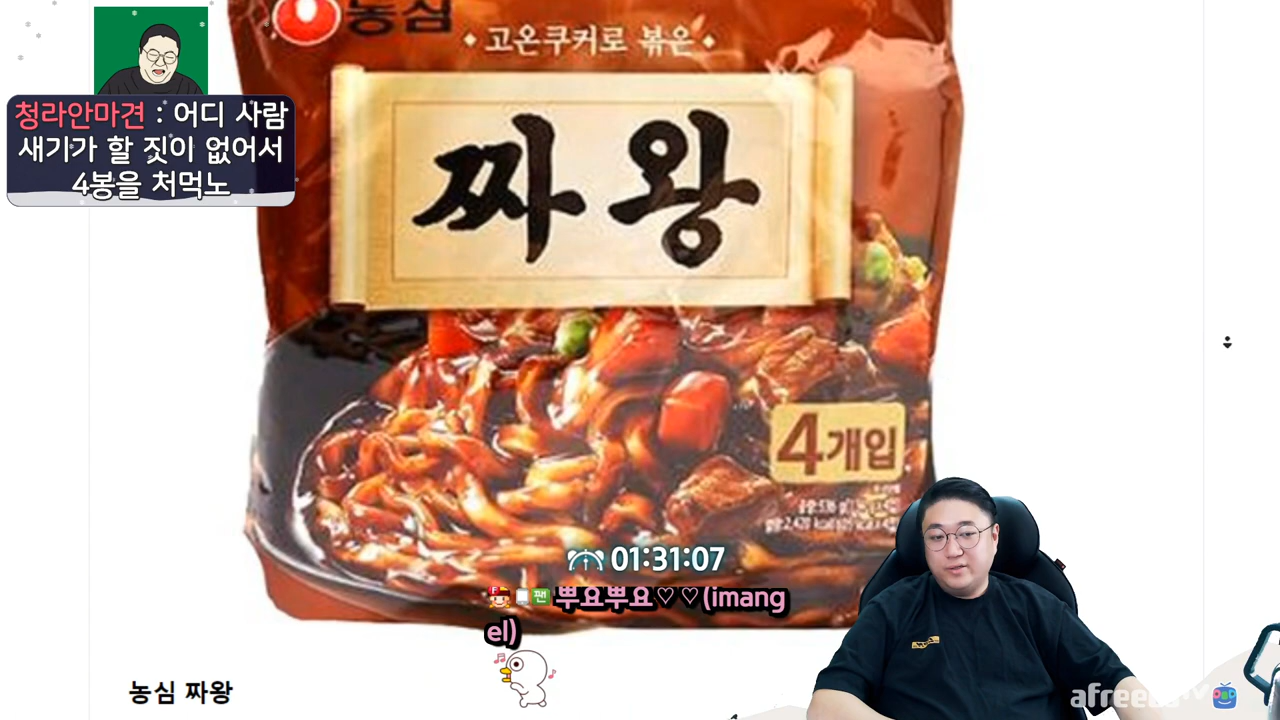 농심
고온쿠커로 볶은
짜왕
청라안마견 : 어디 사람
새기가 할 짓이 없어서
4봉을 처먹노
4개입
01:31:07
팬 뿌요뿌요♡♡(imang
el)
농심 짜왕